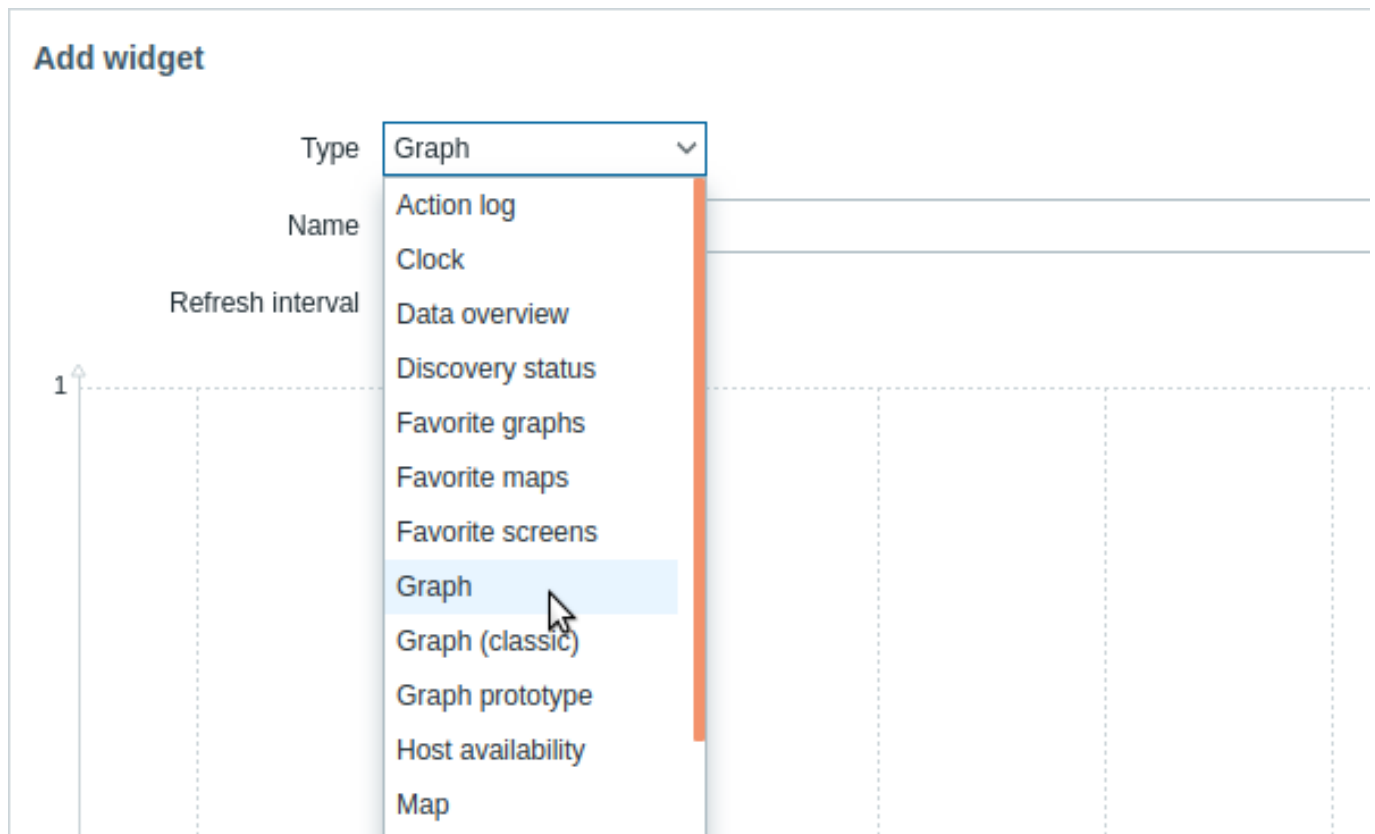 Add widget
Type Graph
Action log
Name
Clock
Refresh interval
Data overview
Discovery status
1
Favorite graphs
Favorite maps
Favorite screens
Graph
Graph (classic)
Graph prototype
Host availability
Map